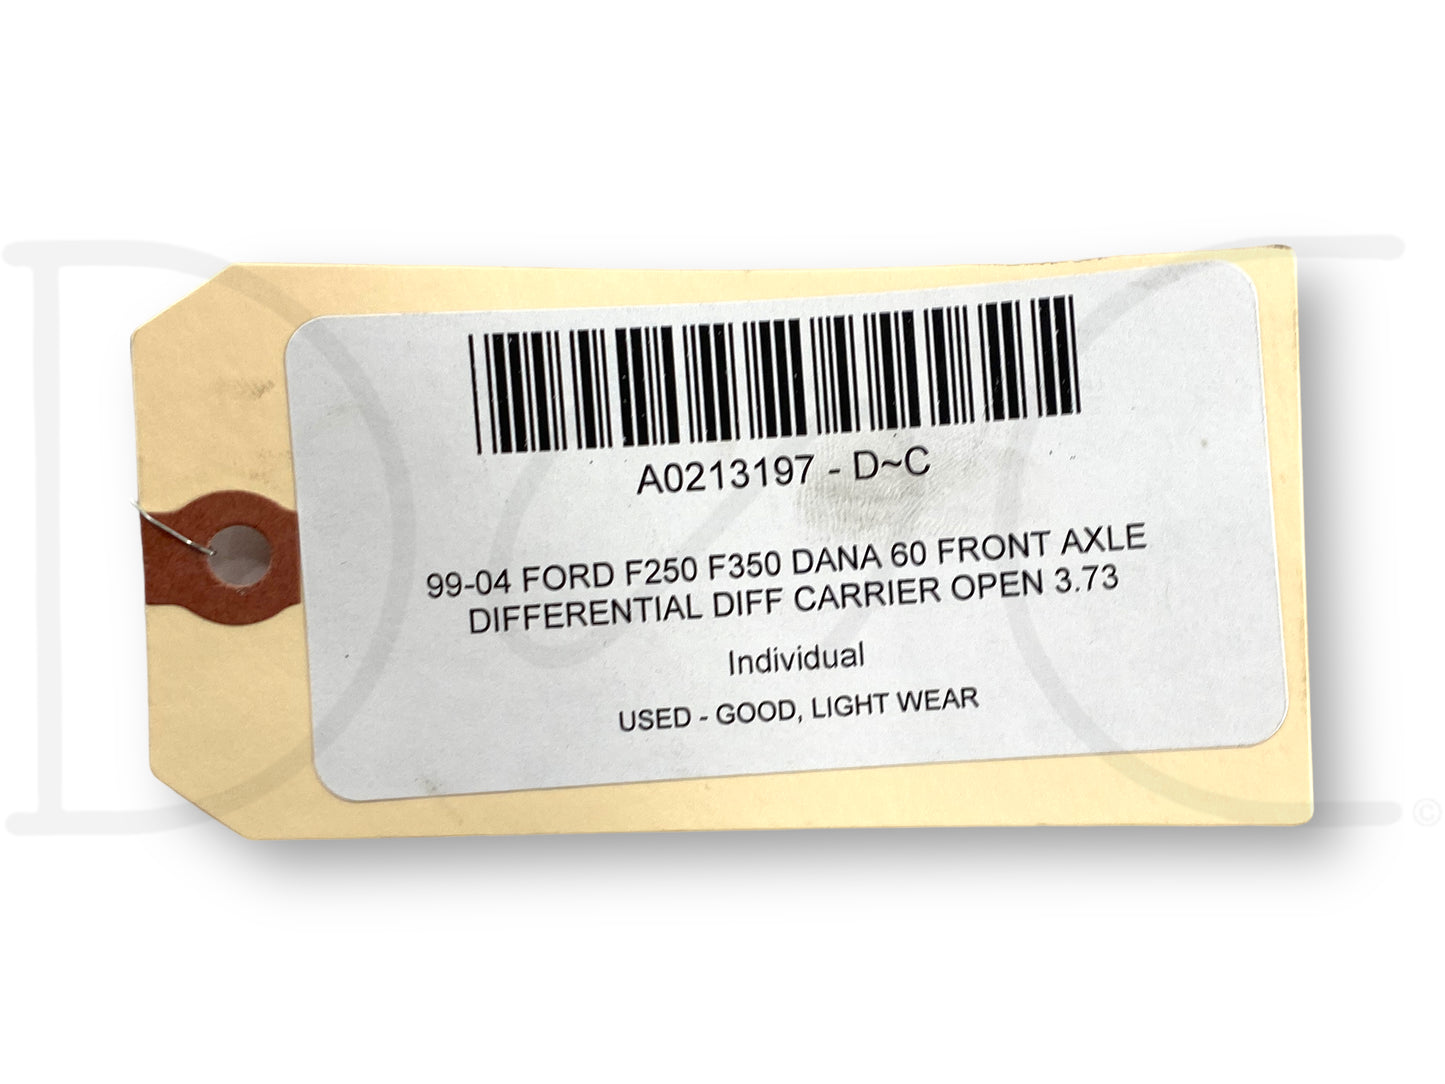 A0213197 - D~C
99-04 FORD F250 F350 DANA 60 FRONT AXLE
DIFFERENTIAL DIFF CARRIER OPEN 3.73
Individual
USED - GOOD, LIGHT WEAR
D~C ©